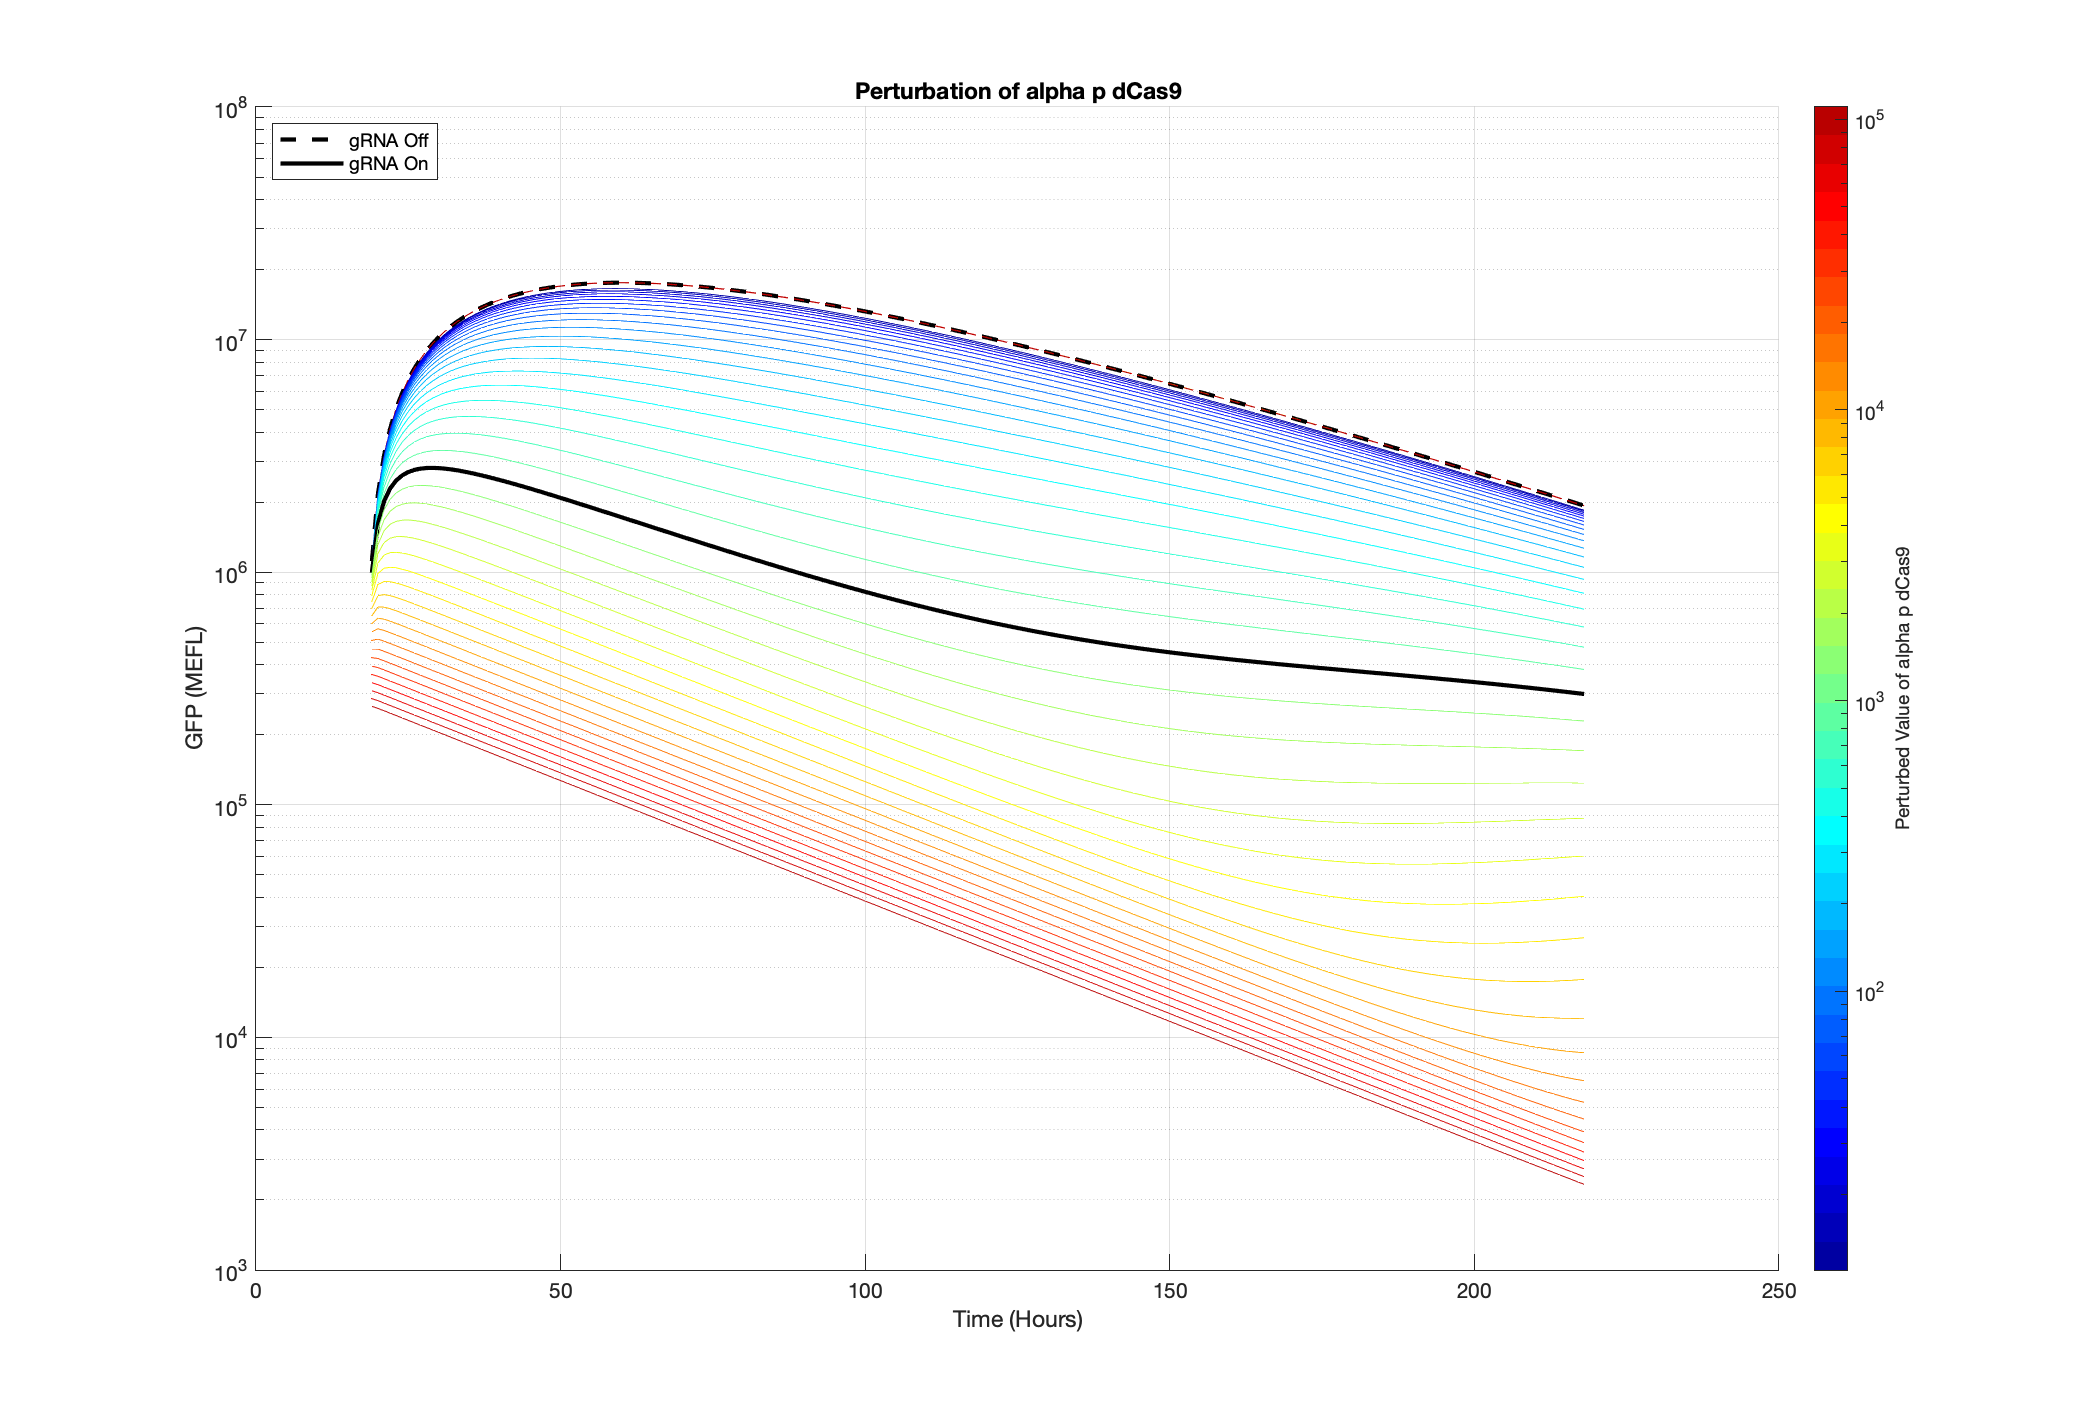 Perturbation of alpha p dCas9
gRNA Off
gRNA On
10^8
10^7
10^6
10^5
10^4
10^3
GFP (MEFL)
0 50 100 150 200 250
Time (Hours)
10^5
10^4
10^3
10^2
Perturbed Value of alpha p dCas9